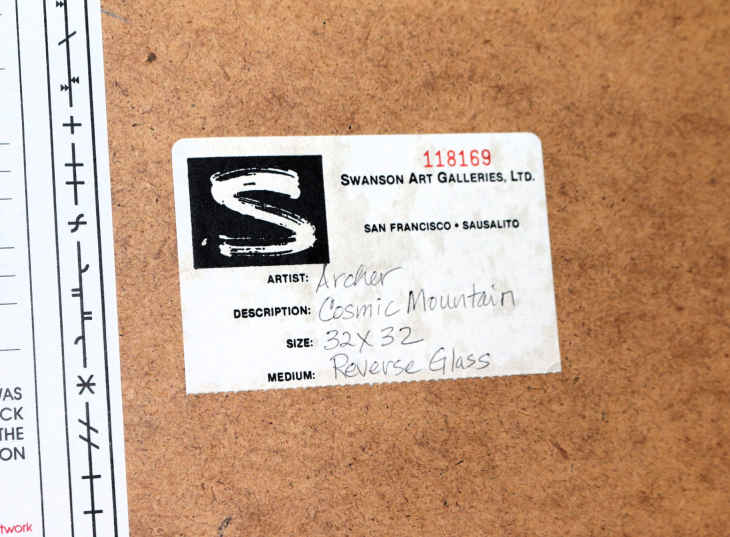 118169
SWANSON ART GALLERIES, LTD.
SAN FRANCISCO • SAUSALITO
S
ARTIST: Archer
DESCRIPTION: Cosmic Mountain
SIZE: 32X32
MEDIUM: Reverse Glass
CK
THE
ON
twork